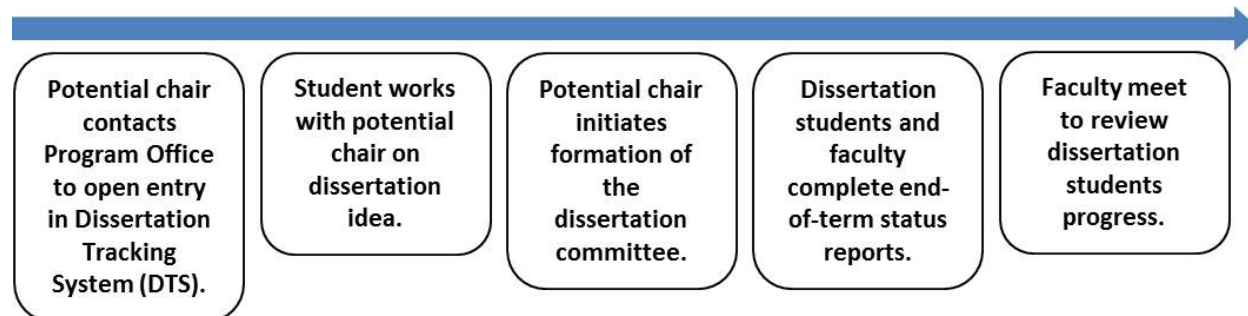 Potential chair
contacts
Program Office
to open entry
in Dissertation
Tracking
System (DTS).
Student works
with potential
chair on
dissertation
idea.
Potential chair
initiates
formation of
the
dissertation
committee.
Dissertation
students and
faculty
complete end-
of-term status
reports.
Faculty meet
to review
dissertation
students
progress.